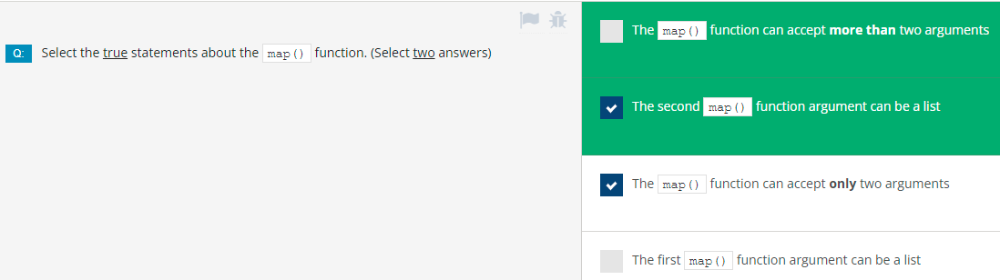 Q: Select the true statements about the map() function. (Select two answers)
The map() function can accept more than two arguments
The second map() function argument can be a list
The map() function can accept only two arguments
The first map() function argument can be a list